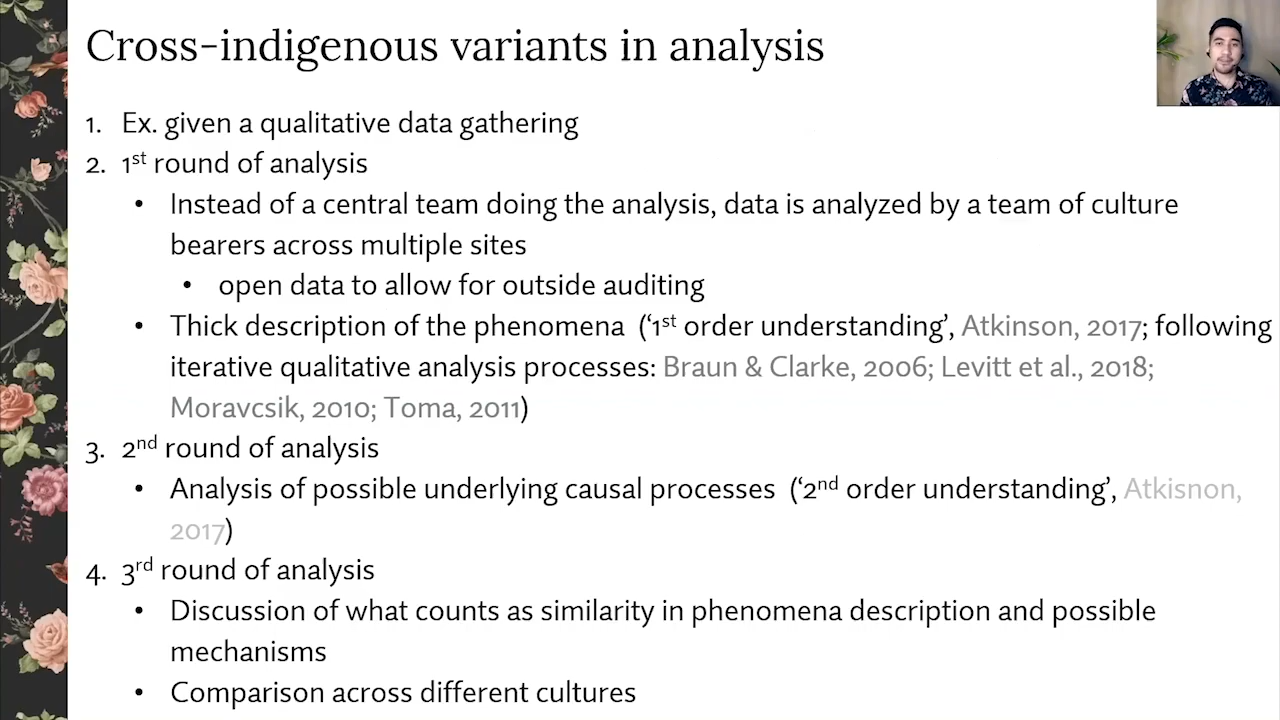 Cross-indigenous variants in analysis
1. Ex. given a qualitative data gathering
2. 1st round of analysis
• Instead of a central team doing the analysis, data is analyzed by a team of culture
bearers across multiple sites
• open data to allow for outside auditing
• Thick description of the phenomena (‘1st order understanding’, Atkinson, 2017; following
iterative qualitative analysis processes: Braun & Clarke, 2006; Levitt et al., 2018;
Moravcsik, 2010; Toma, 2011)
3. 2nd round of analysis
• Analysis of possible underlying causal processes (‘2nd order understanding’, Atkisnon,
2017)
4. 3rd round of analysis
• Discussion of what counts as similarity in phenomena description and possible
mechanisms
• Comparison across different cultures